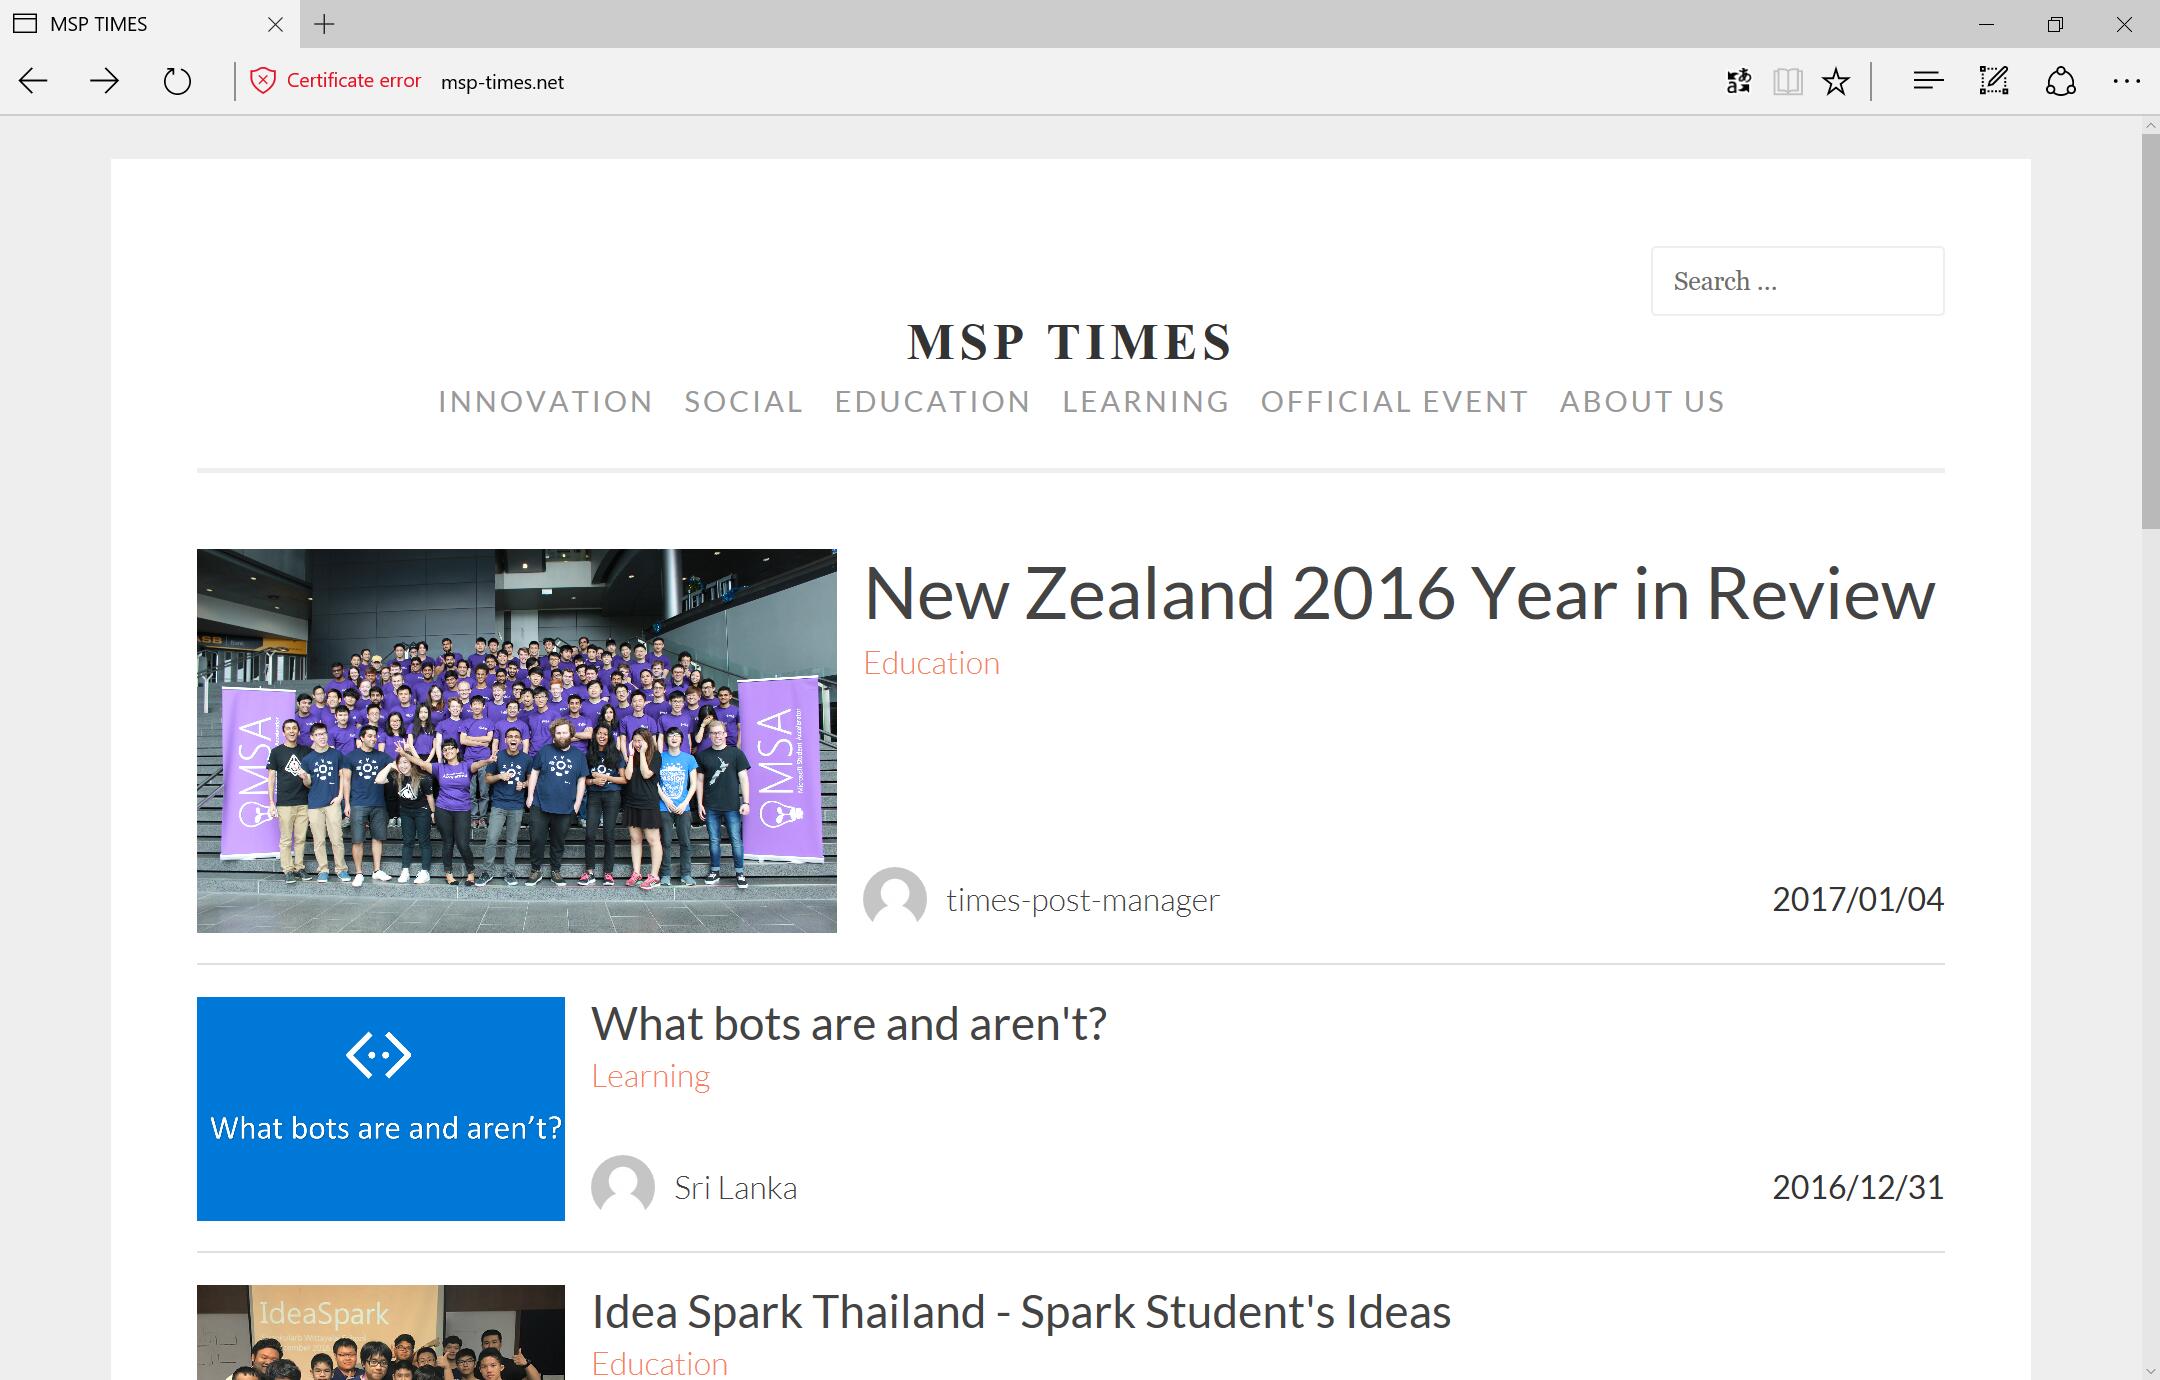 MSP TIMES
Certificate error msp-times.net
Search ...
MSP TIMES
INNOVATION SOCIAL EDUCATION LEARNING OFFICIAL EVENT ABOUT US
New Zealand 2016 Year in Review
Education
MSA
Microsoft Student Accelerator
MSA
times-post-manager 2017/01/04
What bots are and aren't?
Learning
What bots are and aren’t?
Sri Lanka 2016/12/31
IdeaSpark
Idea Spark Thailand - Spark Student's Ideas
Education